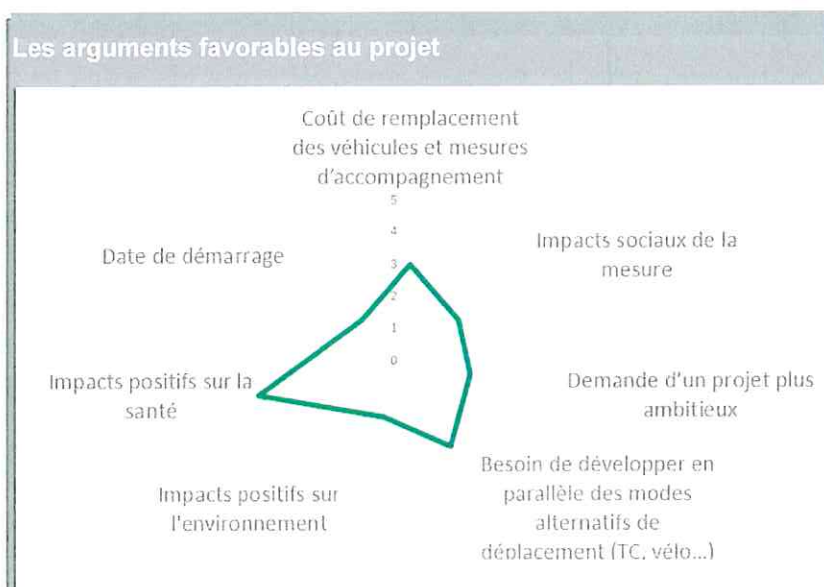 Les arguments favorables au projet
Coût de remplacement
des véhicules et mesures
d'accompagnement
5
4
3
2
1
0
Impacts sociaux de la
mesure
Demande d'un projet plus
ambitieux
Besoin de développer en
parallèle des modes
alternatifs de
déplacement (TC, vélo...)
Impacts positifs sur
l'environnement
Impacts positifs sur la
santé
Date de démarrage